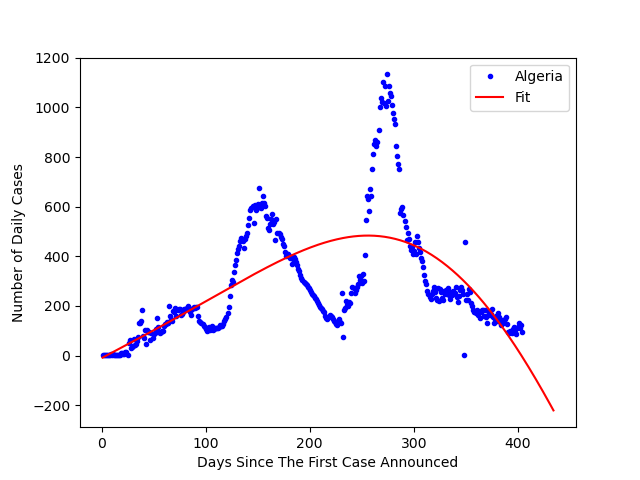 1200
1000
800
600
400
200
0
−200
0 100 200 300 400
Number of Daily Cases
Days Since The First Case Announced
Algeria
Fit